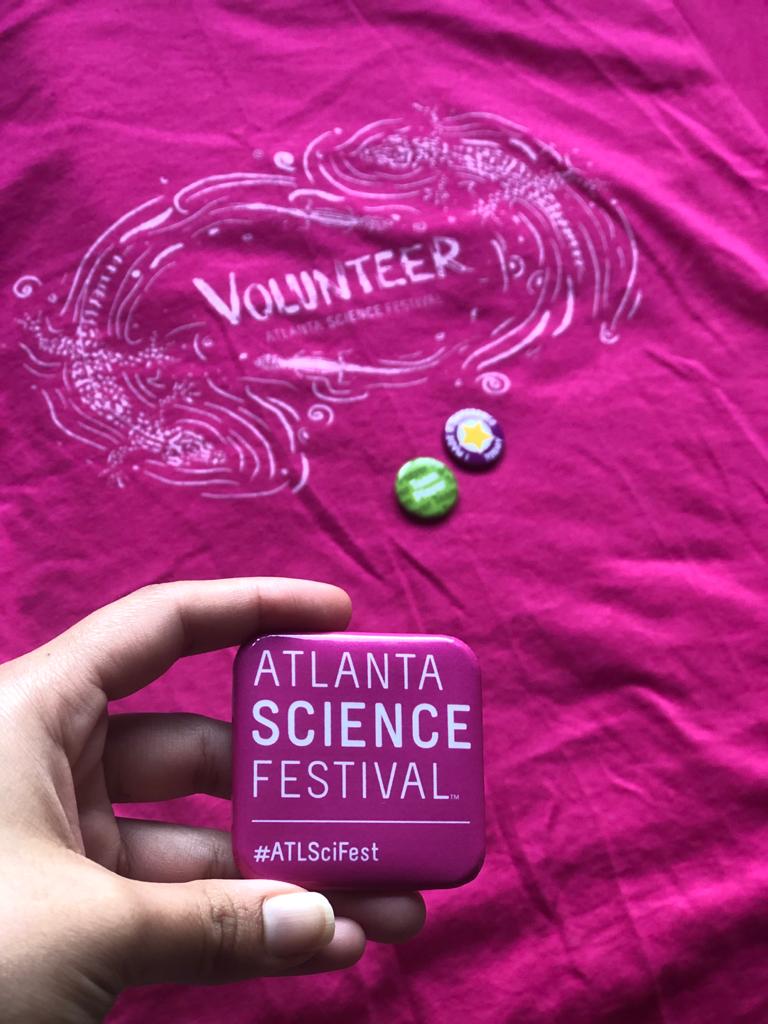 VOLUNTEER
ATLANTA SCIENCE FESTIVAL
ATLANTA
SCIENCE
FESTIVAL™
#ATLSciFest